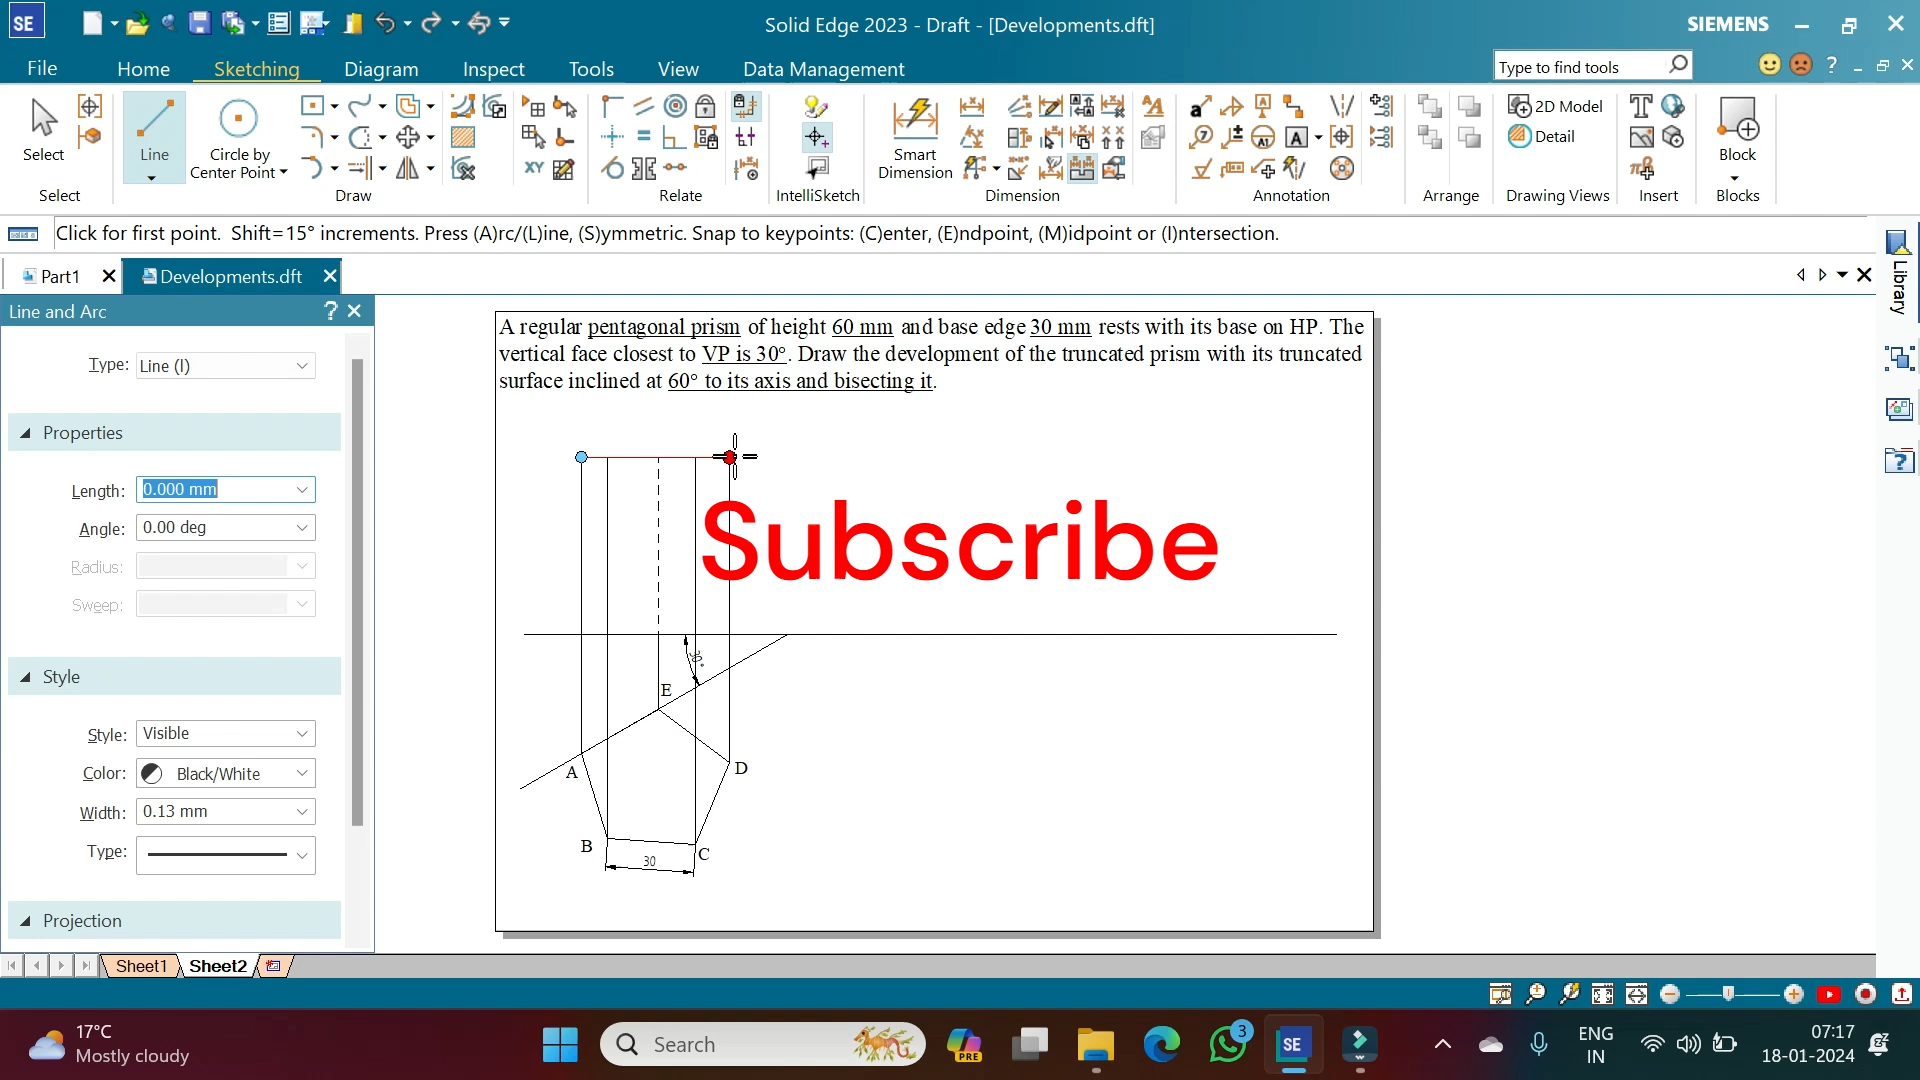 SE
Solid Edge 2023 - Draft - [Developments.dft]
SIEMENS
File Home Sketching Diagram Inspect Tools View Data Management
Type to find tools
Select
Line
Circle by
Center Point
XY
Smart
Dimension
2D Model
Detail
Block
Select Draw Relate IntelliSketch Dimension Annotation Arrange Drawing Views Insert Blocks
Click for first point. Shift=15° increments. Press (A)rc/(L)ine, (S)ymmetric. Snap to keypoints: (C)enter, (E)ndpoint, (M)idpoint or (I)ntersection.
Part1
Developments.dft
Library
Line and Arc
Type: Line (l)
Properties
Length: 0.000 mm
Angle: 0.00 deg
Radius:
Sweep:
Style
Style: Visible
Color: Black/White
Width: 0.13 mm
Type:
Projection
A regular pentagonal prism of height 60 mm and base edge 30 mm rests with its base on HP. The
vertical face closest to VP is 30°. Draw the development of the truncated prism with its truncated
surface inclined at 60° to its axis and bisecting it.
Subscribe
30°
E
A
D
B
C
30
Sheet1 Sheet2
17°C
Mostly cloudy
Search
PRE
3
SE
ENG
IN
07:17
18-01-2024